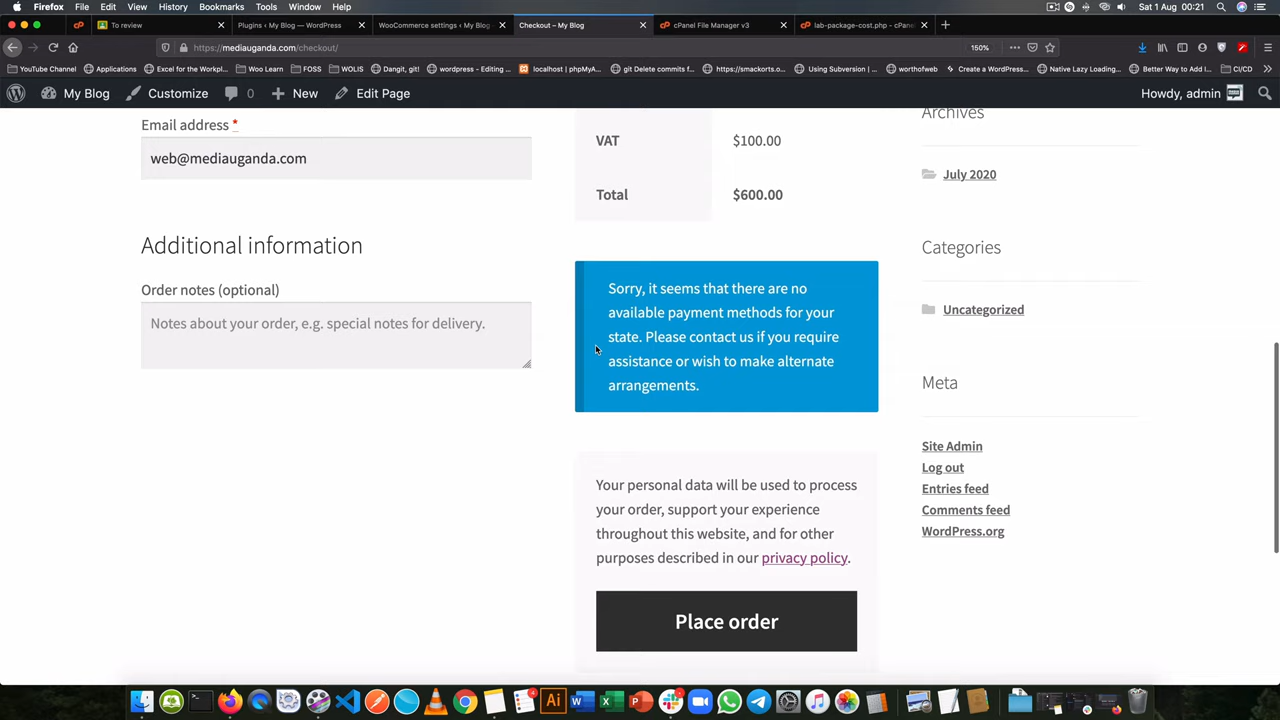 Firefox File Edit View History Bookmarks Tools Window Help Sat 1 Aug 00:21
To review Plugins ‹ My Blog — WordPress WooCommerce settings ‹ My Blog Checkout – My Blog cPanel File Manager v3 lab-package-cost.php - cPane
https://mediauganda.com/checkout/ 150%
YouTube Channel Applications Excel for the Workpl... Woo Learn FOSS WOLIS Dangit, git! wordpress - Editing ... localhost | phpMyA... git Delete commits f... https://smackorts.o... Using Subversion | ... worthofweb Create a WordPress... Native Lazy Loading... Better Way to Add I... CI/CD
My Blog Customize 0 New Edit Page Howdy, admin
Email address *
web@mediauganda.com
Additional information
Order notes (optional)
Notes about your order, e.g. special notes for delivery.
VAT $100.00
Total $600.00
Sorry, it seems that there are no
available payment methods for your
state. Please contact us if you require
assistance or wish to make alternate
arrangements.
Your personal data will be used to process
your order, support your experience
throughout this website, and for other
purposes described in our privacy policy.
Place order
Archives
July 2020
Categories
Uncategorized
Meta
Site Admin
Log out
Entries feed
Comments feed
WordPress.org